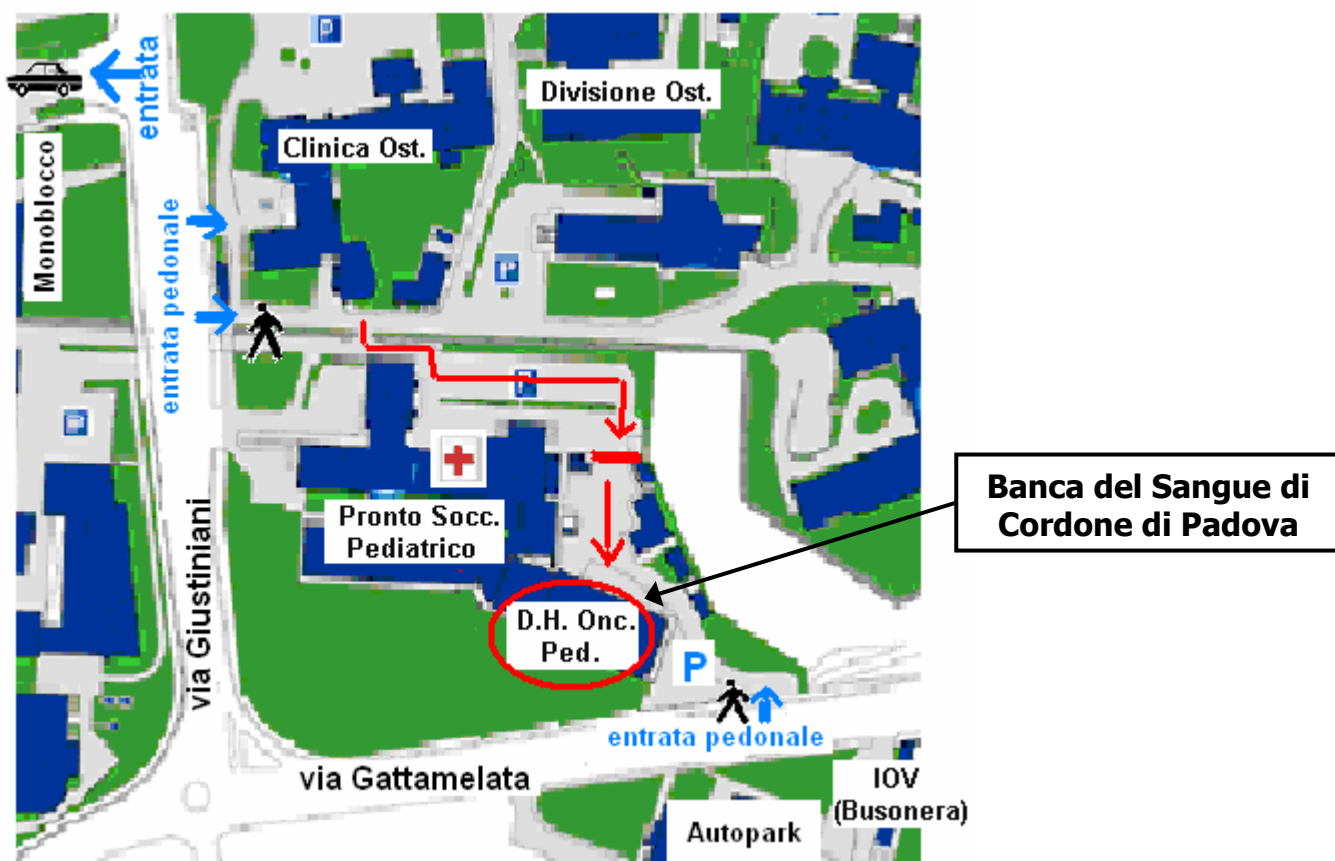 P
entrata
Divisione Ost.
Clinica Ost.
Monoblocco
entrata pedonale
P
P
Banca del Sangue di
Cordone di Padova
Pronto Socc.
Pediatrico
via Giustiniani
D.H. Onc.
Ped.
P
entrata pedonale
via Gattamelata
IOV
(Busonera)
Autopark